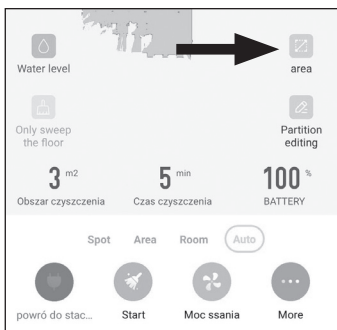 Water level
area
Only sweep
the floor
Partition
editing
3 m2
5 min
100 %
Obszar czyszczenia
Czas czyszczenia
BATTERY
Spot Area Room Auto
powró do stac...
Start
Moc ssania
More